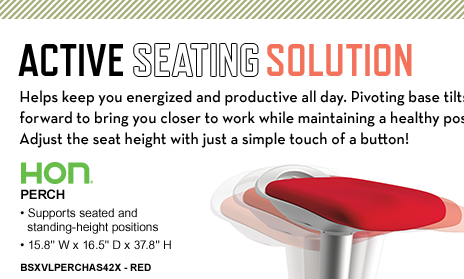 ACTIVE SEATING SOLUTION
Helps keep you energized and productive all day. Pivoting base tilts
forward to bring you closer to work while maintaining a healthy pos
Adjust the seat height with just a simple touch of a button!
HON.
PERCH
• Supports seated and
standing-height positions
• 15.8" W x 16.5" D x 37.8" H
BSXVLPERCHAS42X - RED